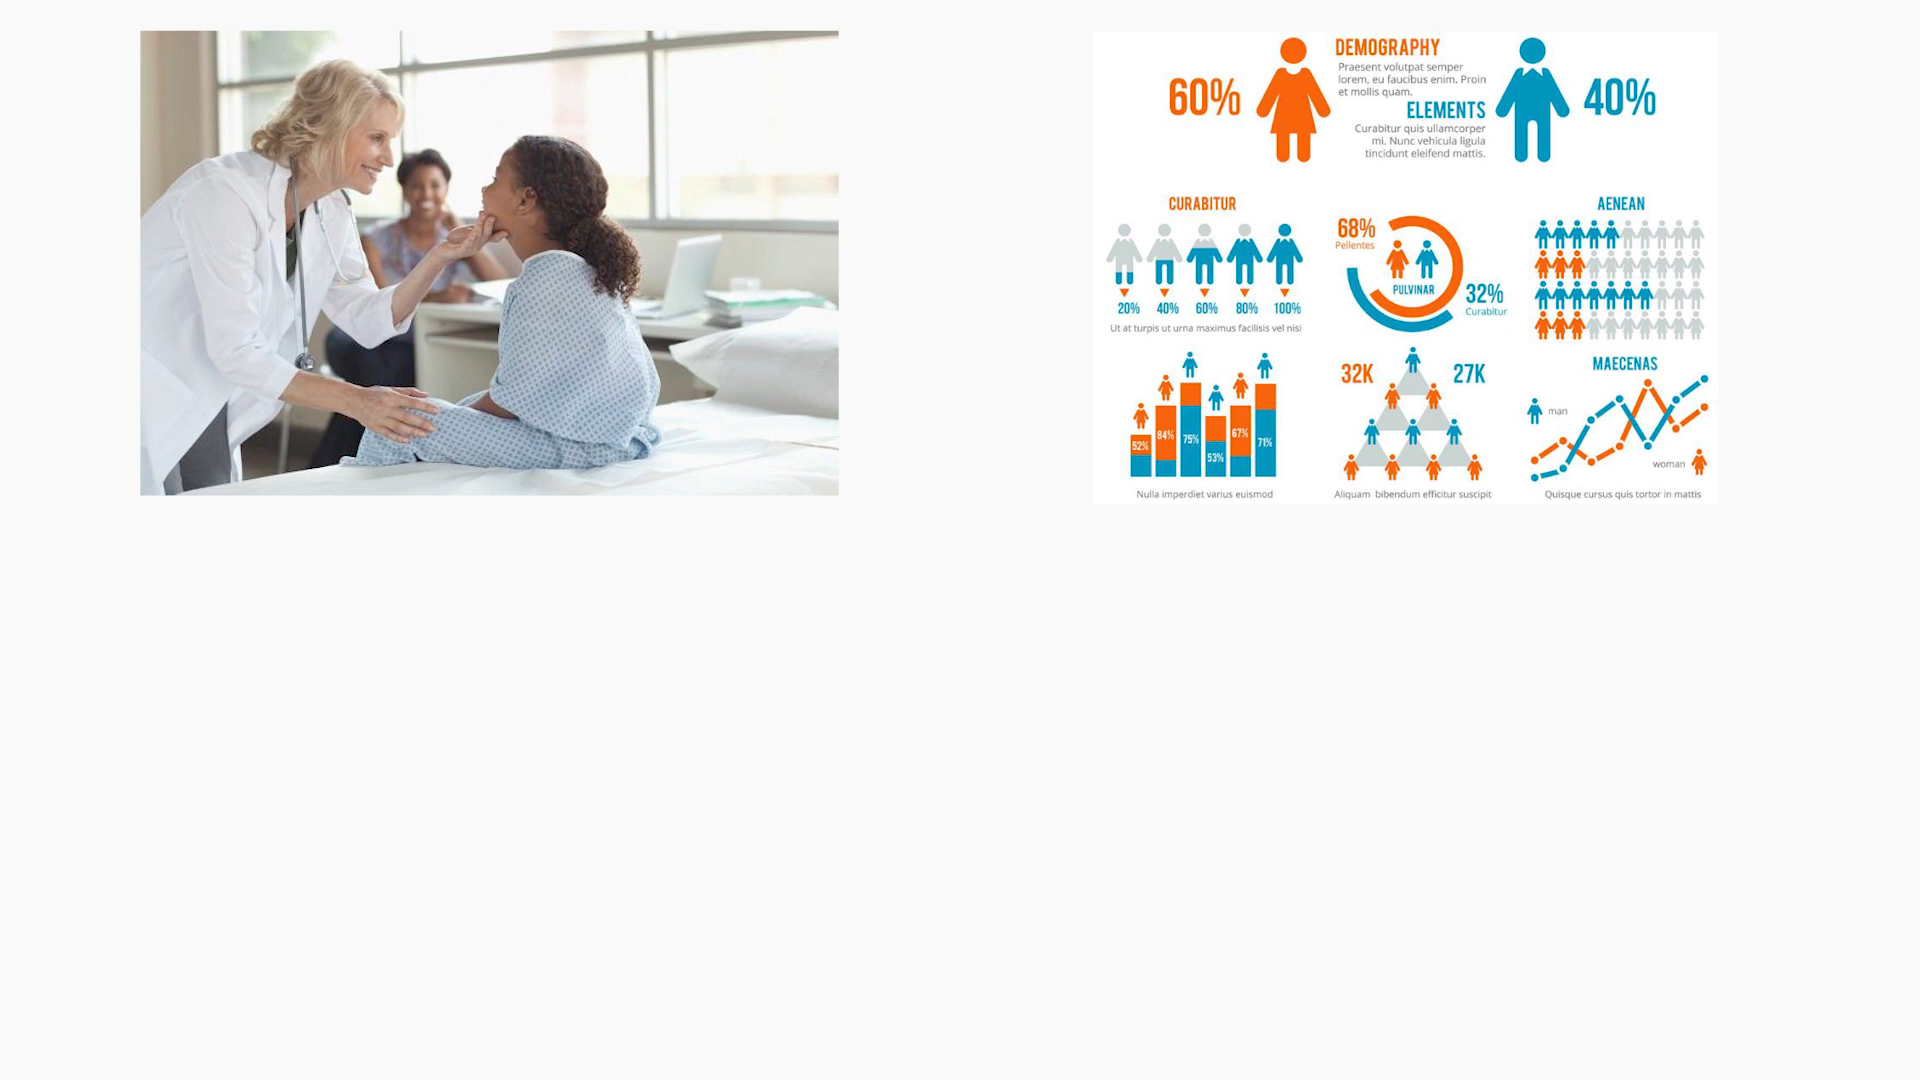 60%
DEMOGRAPHY
Praesent volutpat semper
lorem, eu faucibus enim. Proin
et mollis quam.
ELEMENTS
Curabitur quis ullamcorper
mi. Nunc vehicula ligula
tincidunt eleifend mattis.
40%
CURABITUR
20% 40% 60% 80% 100%
Ut at turpis ut urna maximus facilisis vel nisi
68%
Pellentes
PULVINAR
32%
Curabitur
AENEAN
52% 84% 75% 53% 67% 71%
Nulla imperdiet varius euismod
32K 27K
Aliquam bibendum efficitur suscipit
MAECENAS
man
woman
Quisque cursus quis tortor in mattis